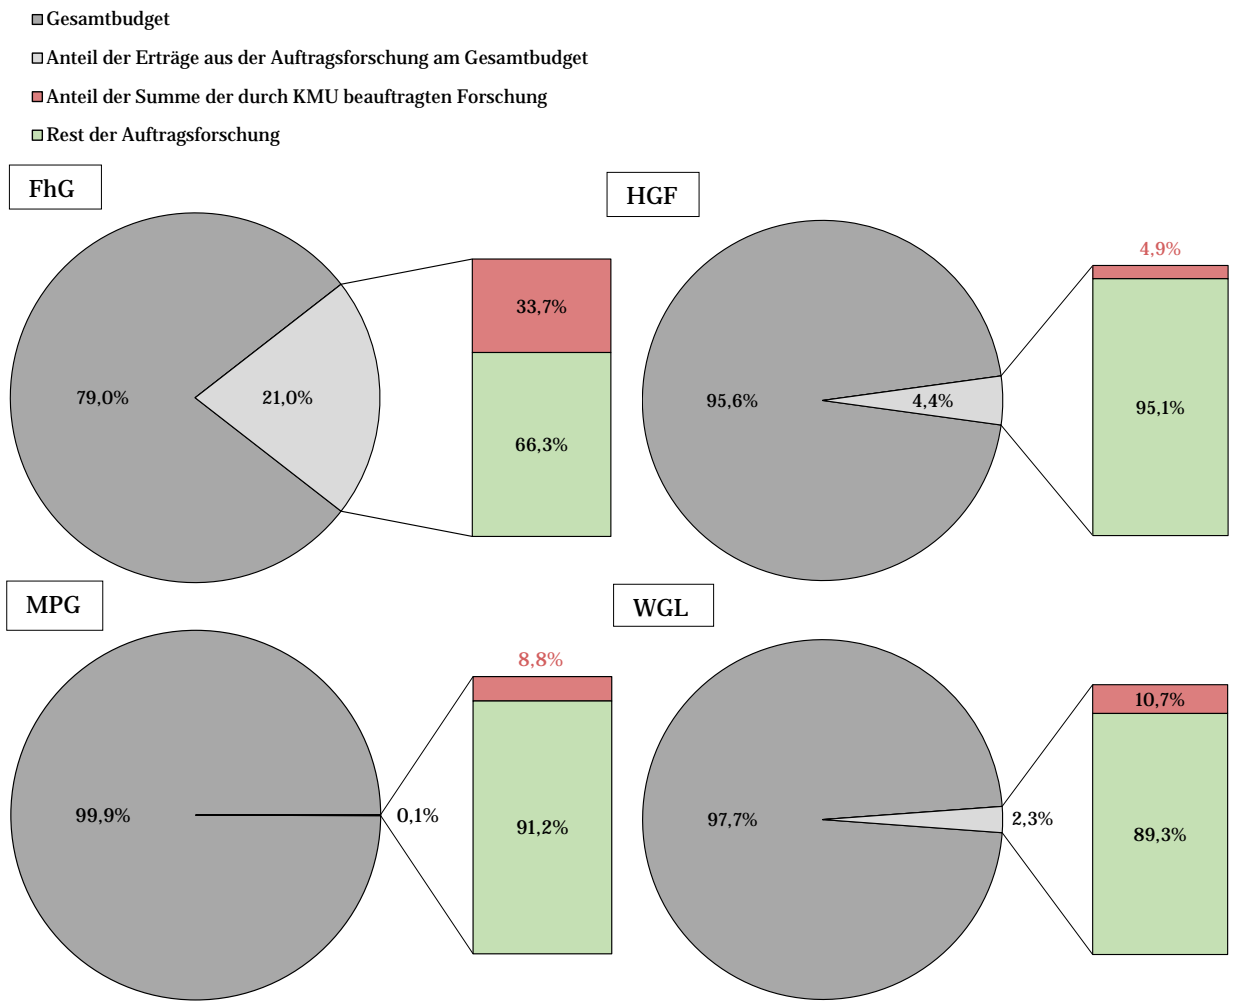 Gesamtbudget
Anteil der Erträge aus der Auftragsforschung am Gesamtbudget
Anteil der Summe der durch KMU beauftragten Forschung
Rest der Auftragsforschung
FhG
79,0%
21,0%
33,7%
66,3%
HGF
95,6%
4,4%
4,9%
95,1%
MPG
99,9%
0,1%
8,8%
91,2%
WGL
97,7%
2,3%
10,7%
89,3%